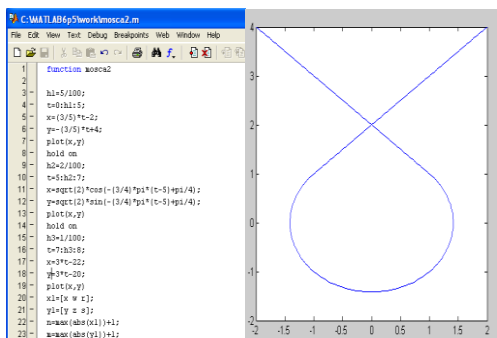 C:\MATLAB6p5\work\mosca2.m
File Edit View Text Debug Breakpoints Web Window Help
1 function mosca2
2
3 - h1=5/100;
4 - t=0:h1:5;
5 - x=(3/5)*t-2;
6 - y=-(3/5)*t+4;
7 - plot(x,y)
8 - hold on
9 - h2=2/100;
10 - t=5:h2:7;
11 - x=sqrt(2)*cos(-(3/4)*pi*(t-5)+pi/4);
12 - y=sqrt(2)*sin(-(3/4)*pi*(t-5)+pi/4);
13 - plot(x,y)
14 - hold on
15 - h3=1/100;
16 - t=7:h3:8;
17 - x=3*t-22;
18 - y=3*t-20;
19 - plot(x,y)
20 - x1=[x w r];
21 - y1=[y z s];
22 - n=max(abs(x1))+1;
23 - m=max(abs(y1))+1;
4
3
2
1
0
-1
-2
-2 -1.5 -1 -0.5 0 0.5 1 1.5 2